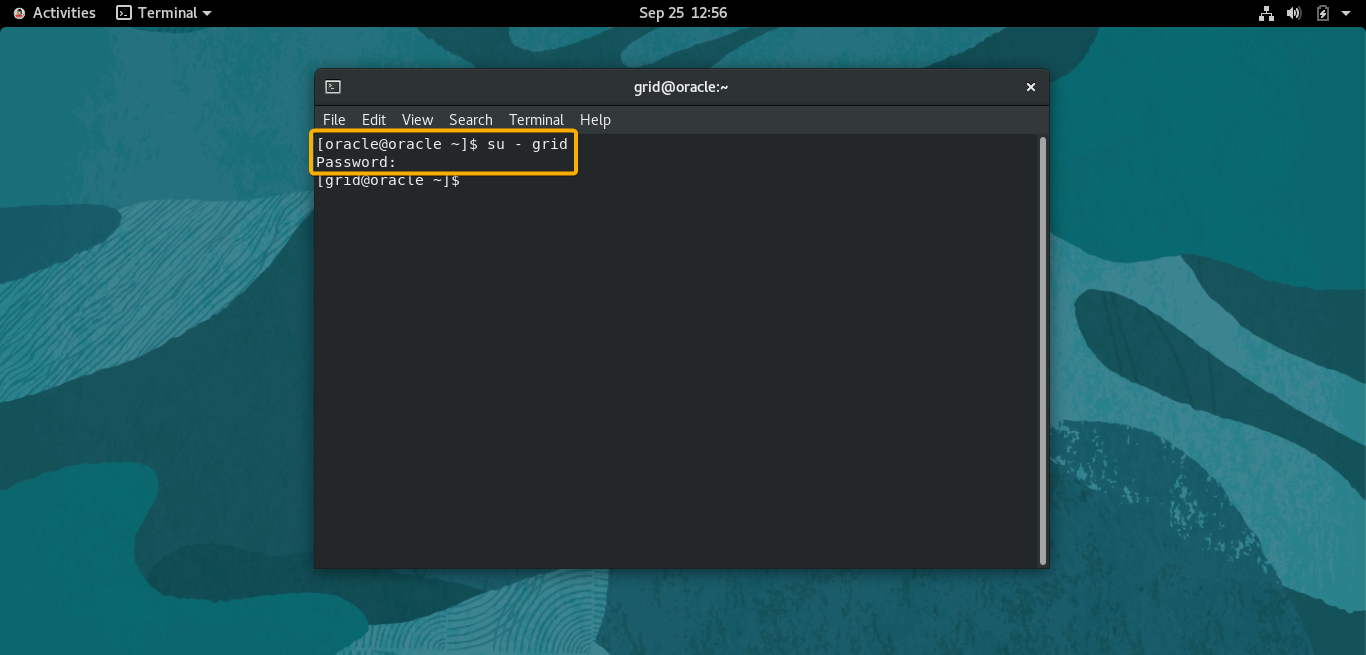 Activities Terminal Sep 25 12:56
grid@oracle:~
File Edit View Search Terminal Help
[oracle@oracle ~]$ su - grid
Password:
[grid@oracle ~]$